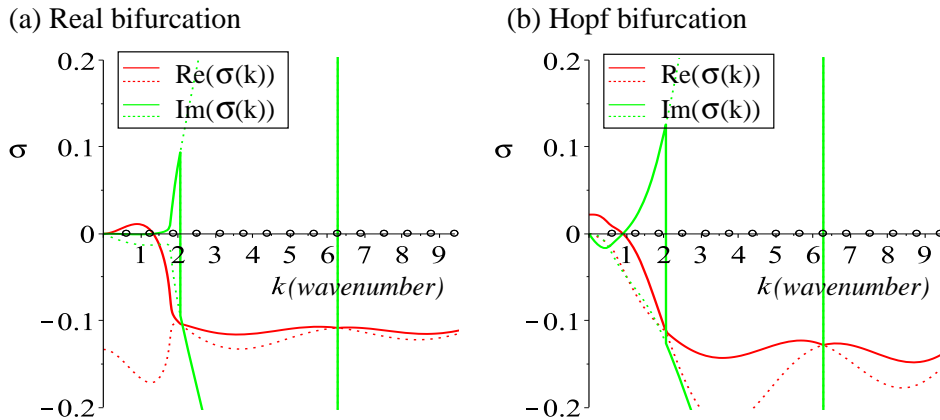 (a) Real bifurcation
(b) Hopf bifurcation
0.2
Re(σ(k))
Im(σ(k))
σ
0.1
0
1 2 3 4 5 6 7 8 9
k (wavenumber)
−0.1
−0.2
0.2
Re(σ(k))
Im(σ(k))
σ
0.1
0
1 2 3 4 5 6 7 8 9
k (wavenumber)
−0.1
−0.2